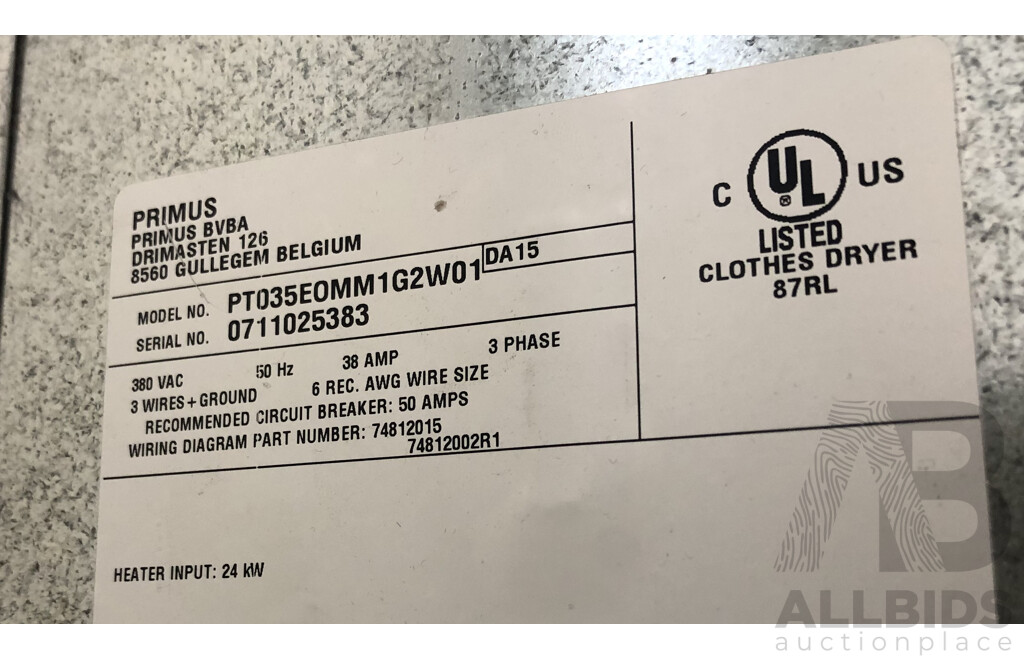 PRIMUS
PRIMUS BVBA
DRIMASTEN 126
8560 GULLEGEM BELGIUM
MODEL NO. PT035EOMM1G2W01 DA15
SERIAL NO. 0711025383
380 VAC 50 Hz 38 AMP 3 PHASE
3 WIRES + GROUND 6 REC. AWG WIRE SIZE
RECOMMENDED CIRCUIT BREAKER: 50 AMPS
WIRING DIAGRAM PART NUMBER: 74812015
74812002R1
HEATER INPUT: 24 kW
C UL ® US
LISTED
CLOTHES DRYER
87RL
AB
ALLBIDS
auctionplace